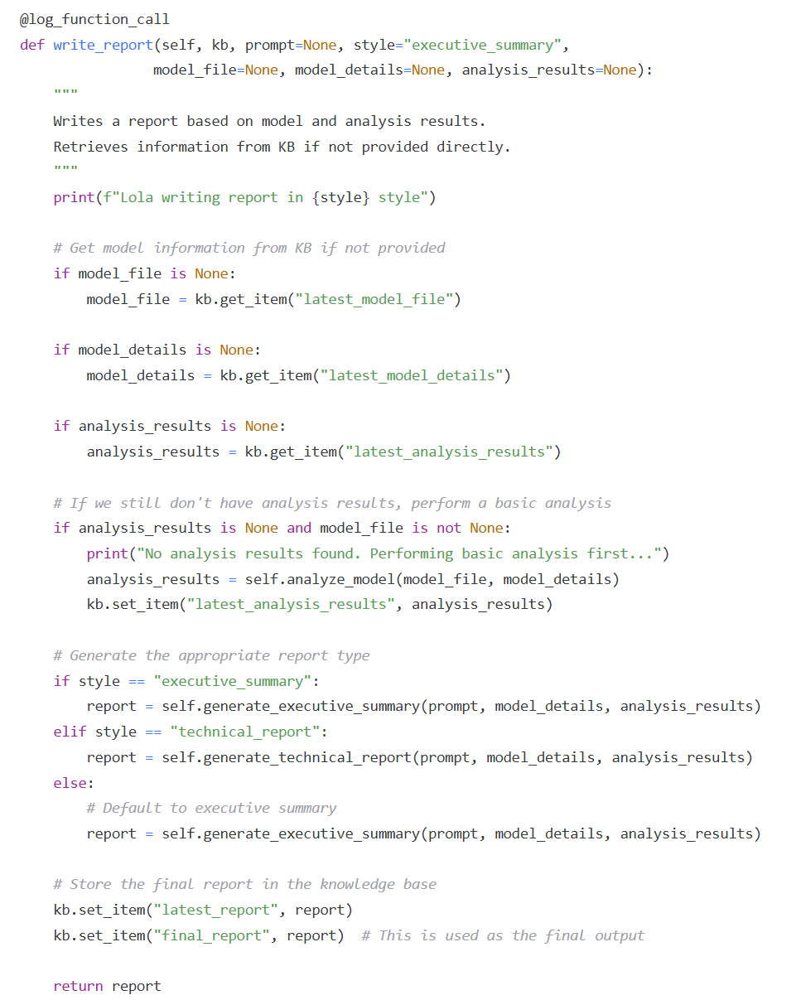 @log_function_call
def write_report(self, kb, prompt=None, style="executive_summary",
                model_file=None, model_details=None, analysis_results=None):
    """
    Writes a report based on model and analysis results.
    Retrieves information from KB if not provided directly.
    """
    print(f"Lola writing report in {style} style")

    # Get model information from KB if not provided
    if model_file is None:
        model_file = kb.get_item("latest_model_file")

    if model_details is None:
        model_details = kb.get_item("latest_model_details")

    if analysis_results is None:
        analysis_results = kb.get_item("latest_analysis_results")

    # If we still don't have analysis results, perform a basic analysis
    if analysis_results is None and model_file is not None:
        print("No analysis results found. Performing basic analysis first...")
        analysis_results = self.analyze_model(model_file, model_details)
        kb.set_item("latest_analysis_results", analysis_results)

    # Generate the appropriate report type
    if style == "executive_summary":
        report = self.generate_executive_summary(prompt, model_details, analysis_results)
    elif style == "technical_report":
        report = self.generate_technical_report(prompt, model_details, analysis_results)
    else:
        # Default to executive summary
        report = self.generate_executive_summary(prompt, model_details, analysis_results)

    # Store the final report in the knowledge base
    kb.set_item("latest_report", report)
    kb.set_item("final_report", report)  # This is used as the final output

    return report